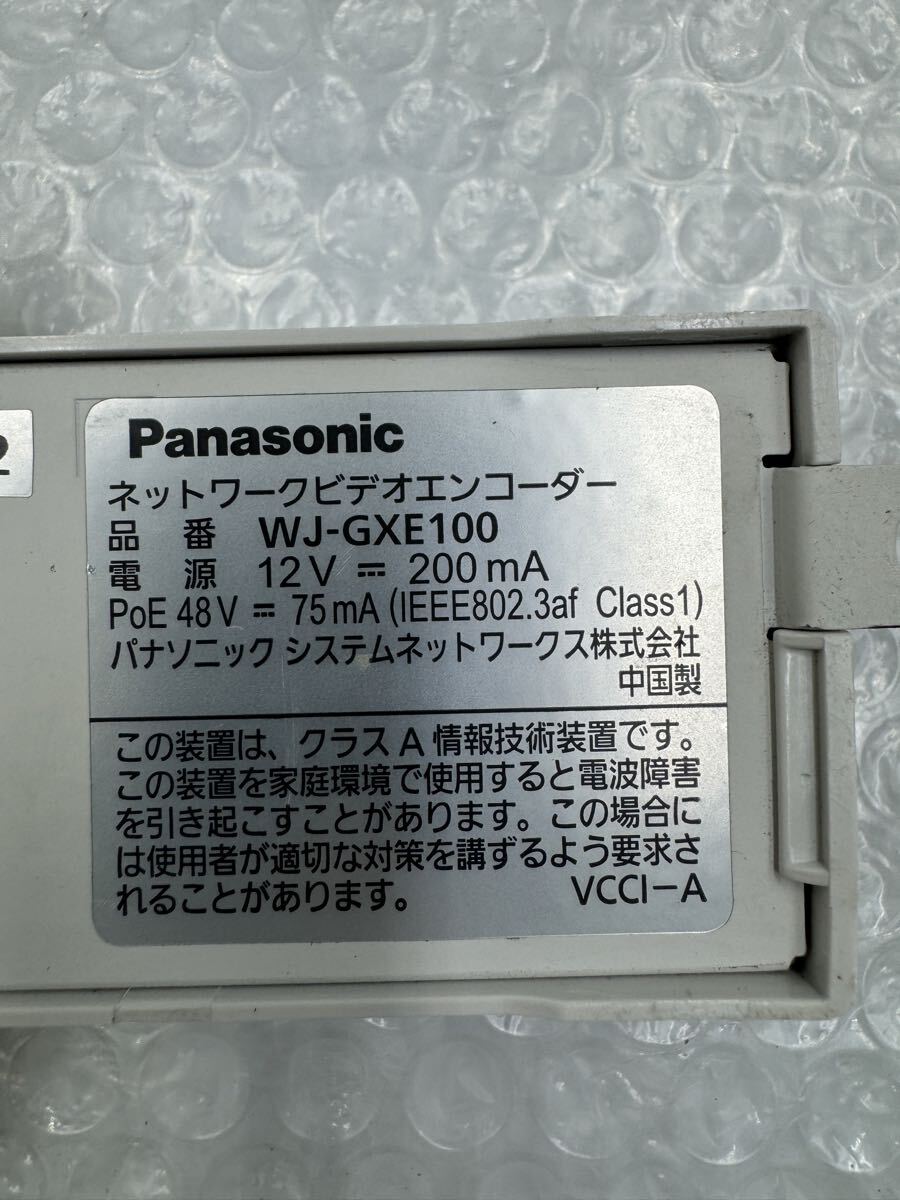 2
Panasonic
ネットワークビデオエンコーダー
品 番 WJ-GXE100
電 源 12V ⎓ 200mA
PoE 48V ⎓ 75mA (IEEE802.3af Class1)
パナソニック システムネットワークス株式会社
中国製
この装置は、クラスA情報技術装置です。
この装置を家庭環境で使用すると電波障害
を引き起こすことがあります。この場合に
は使用者が適切な対策を講ずるよう要求さ
れることがあります。 VCCI-A